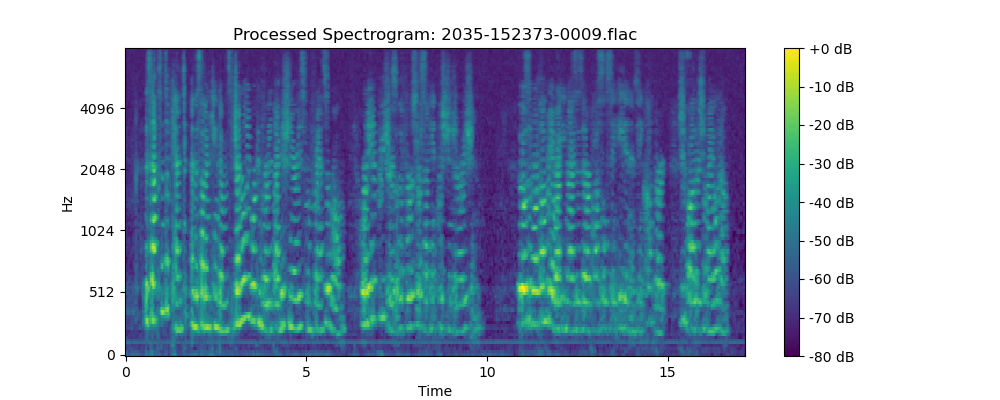 Processed Spectrogram: 2035-152373-0009.flac
+0 dB
-10 dB
-20 dB
-30 dB
-40 dB
-50 dB
-60 dB
-70 dB
-80 dB
4096
2048
1024
512
0
Hz
0 5 10 15
Time